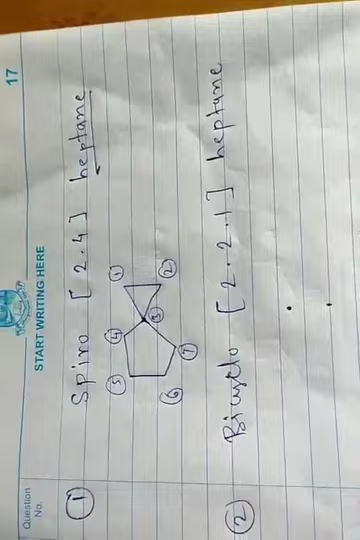 17
START WRITING HERE
Question
No.
① Spiro [2.4] heptane
①
②
③
④
⑤
⑥
⑦
② Bicyclo [2.2.1] heptane